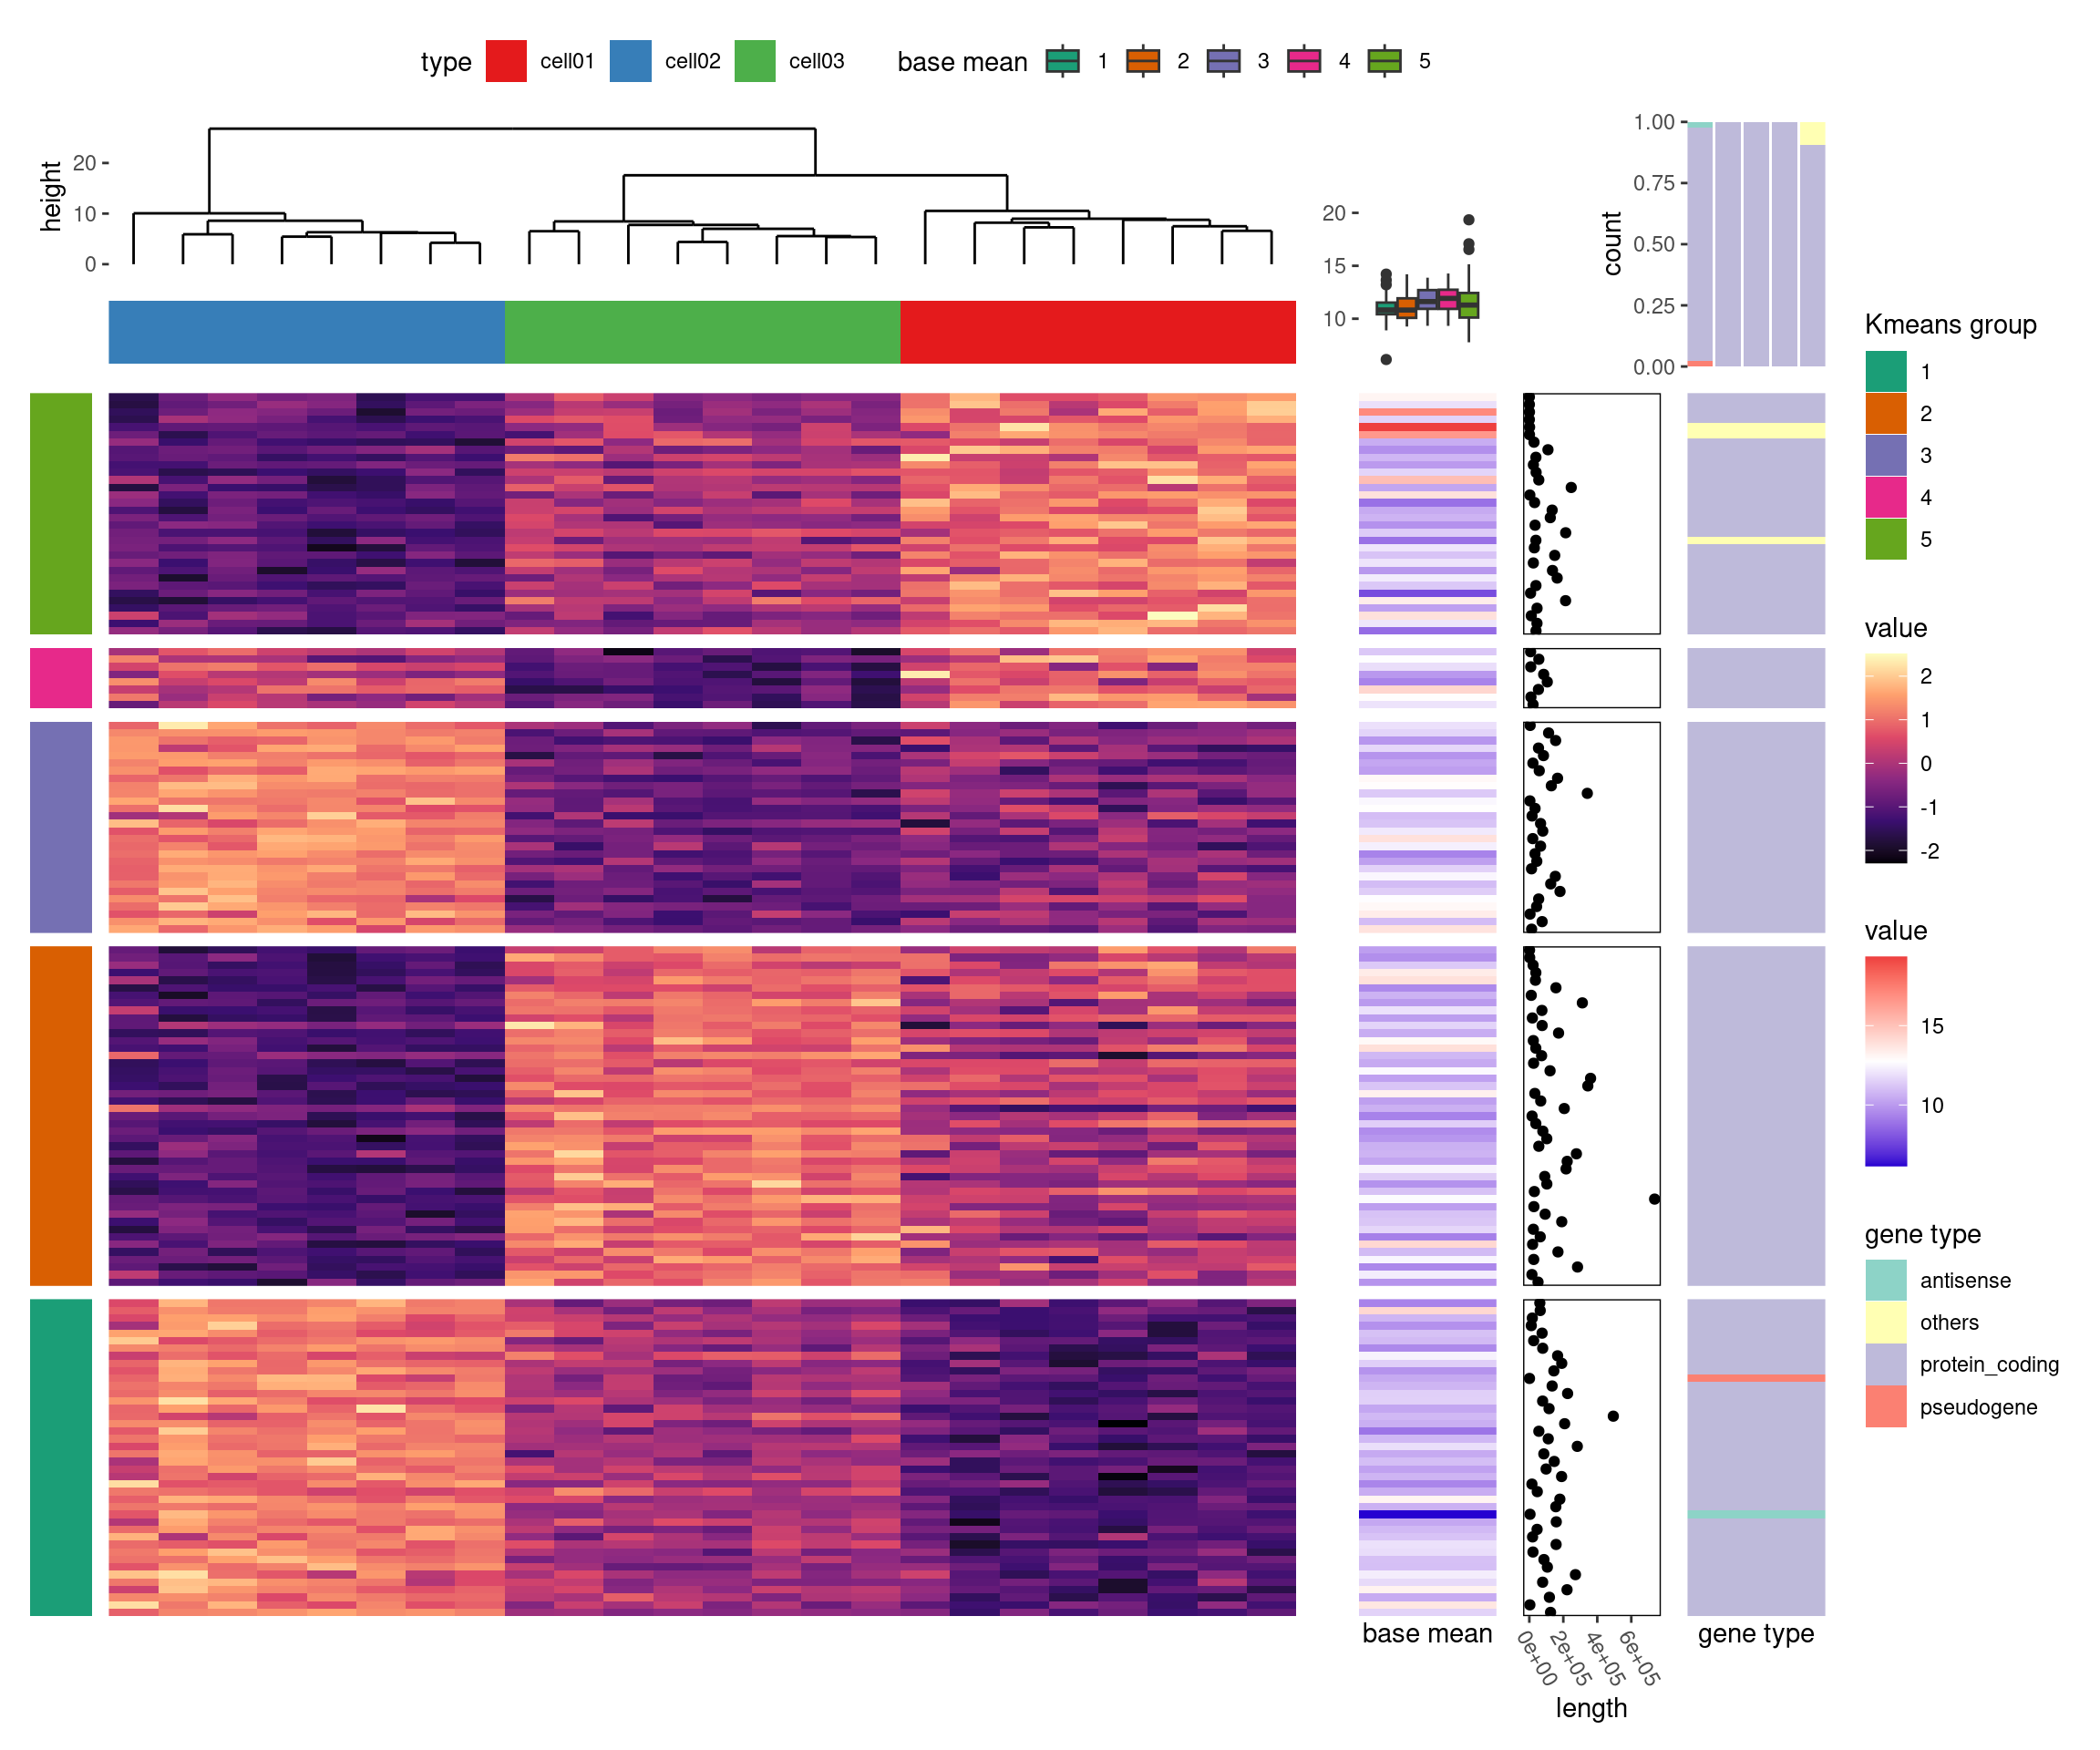 type cell01 cell02 cell03 base mean 1 2 3 4 5
height
20
10
0
20
15
10
count
1.00
0.75
0.50
0.25
0.00
Kmeans group
1
2
3
4
5
value
2
1
0
-1
-2
value
15
10
gene type
antisense
others
protein_coding
pseudogene
base mean
0e+00
2e+05
4e+05
6e+05
length
gene type